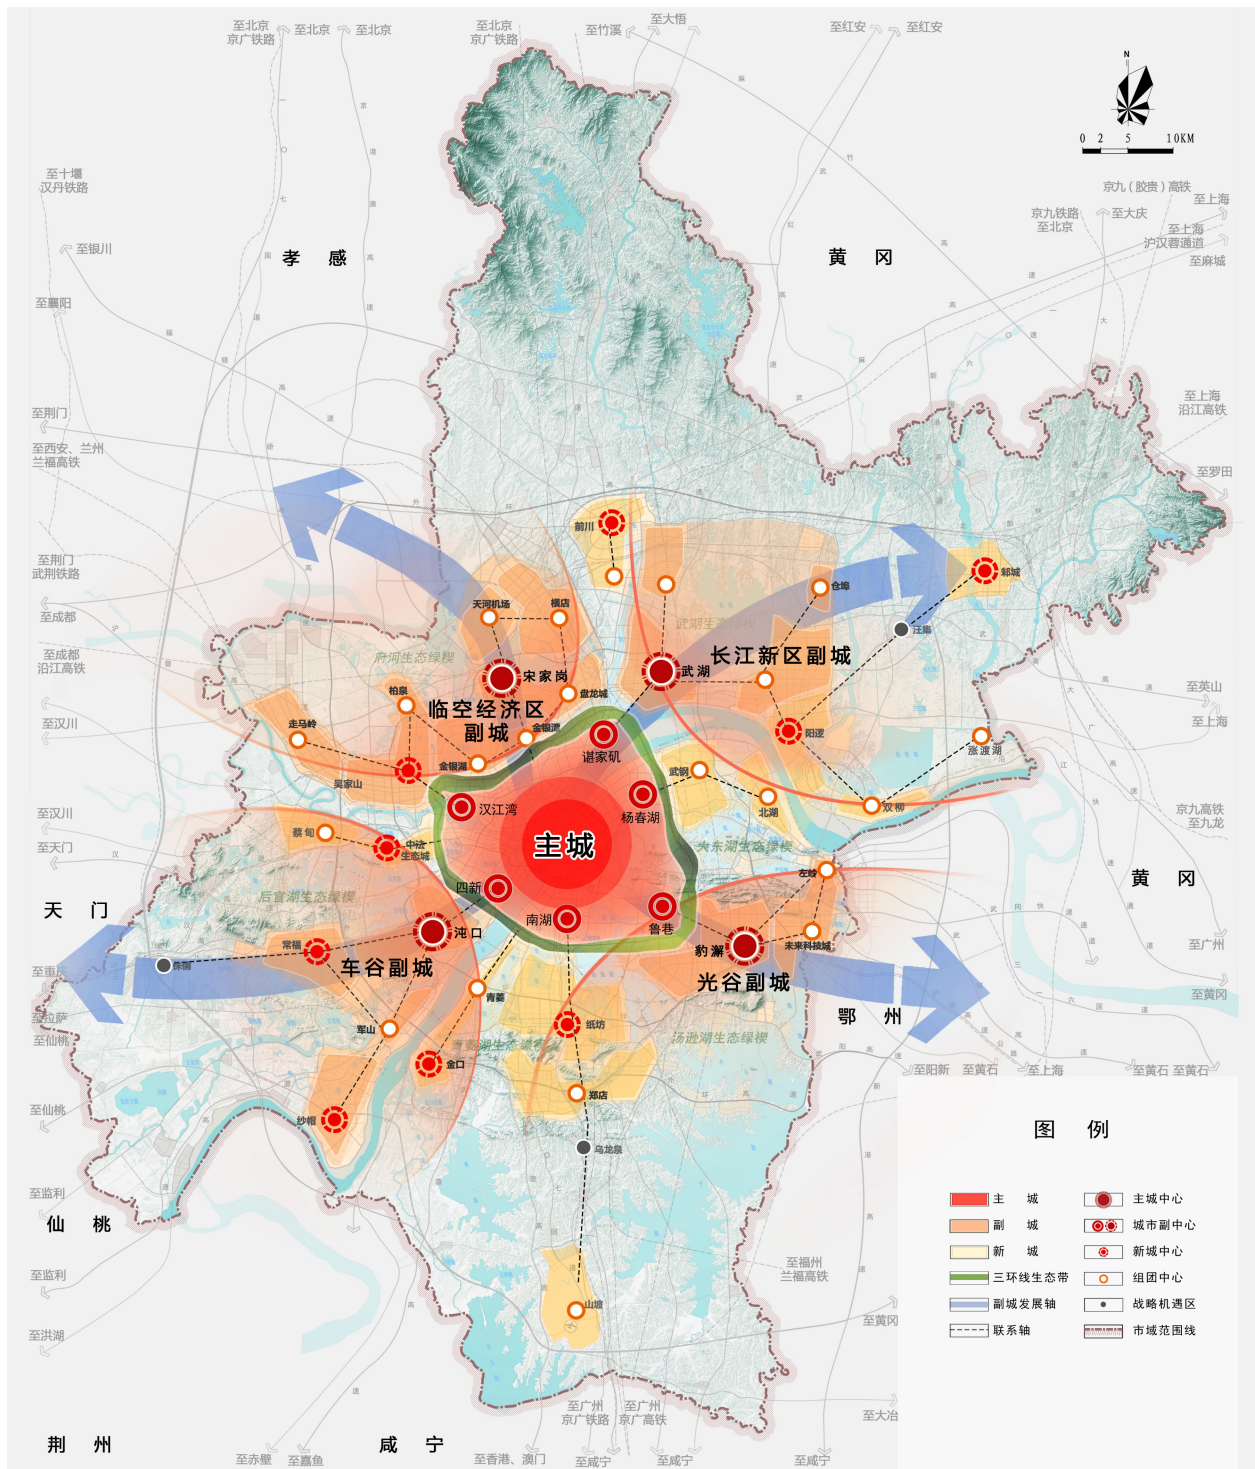 至北京
京广铁路
至北京
至北京
至北京
京广铁路
至竹溪
至大悟
至红安
至红安
N
0 2 5 10KM
至十堰
汉丹铁路
京九(胶贵)高铁
至上海
京九铁路
至北京
至大庆
至上海
沪汉蓉通道
至麻城
至银川
孝 感
黄 冈
至襄阳
至荆门
至上海
沿江高铁
至西安、兰州
兰福高铁
至罗田
前川
至荆门
武荆铁路
邾城
仓埠
天河机场
横店
武湖生态绿楔
汪集
至成都
至成都
沿江高铁
府河生态绿楔
长江新区副城
武湖
宋家岗
柏泉
盘龙城
至英山
临空经济区
副城
至汉川
走马岭
金银湾
阳逻
至上海
谌家矶
涨渡湖
金银湖
武钢
吴家山
汉江湾
杨春湖
北湖
双柳
至汉川
京九高铁
至九龙
蔡甸
主城
至天门
中法
生态城
大东湖生态绿楔
四新
左岭
黄 冈
后官湖生态绿楔
天 门
南湖
鲁巷
沌口
常福
豹澥
未来科技城
至广州
车谷副城
至重庆
侏儒
光谷副城
青菱
至黄冈
至拉萨
鄂 州
军山
纸坊
至仙桃
青菱湖生态绿楔
汤逊湖生态绿楔
金口
至阳新
至黄石
至上海
至黄石
至黄石
郑店
至仙桃
纱帽
图 例
乌龙泉
主 城
主城中心
至监利
仙 桃
副 城
城市副中心
新 城
新城中心
至监利
至福州
兰福高铁
三环线生态带
组团中心
山坡
副城发展轴
战略机遇区
至洪湖
至黄冈
联系轴
市域范围线
至广州
京广铁路
至广州
京广高铁
至大冶
荆 州
咸 宁
至赤壁
至嘉鱼
至香港、澳门
至咸宁
至咸宁
至咸宁